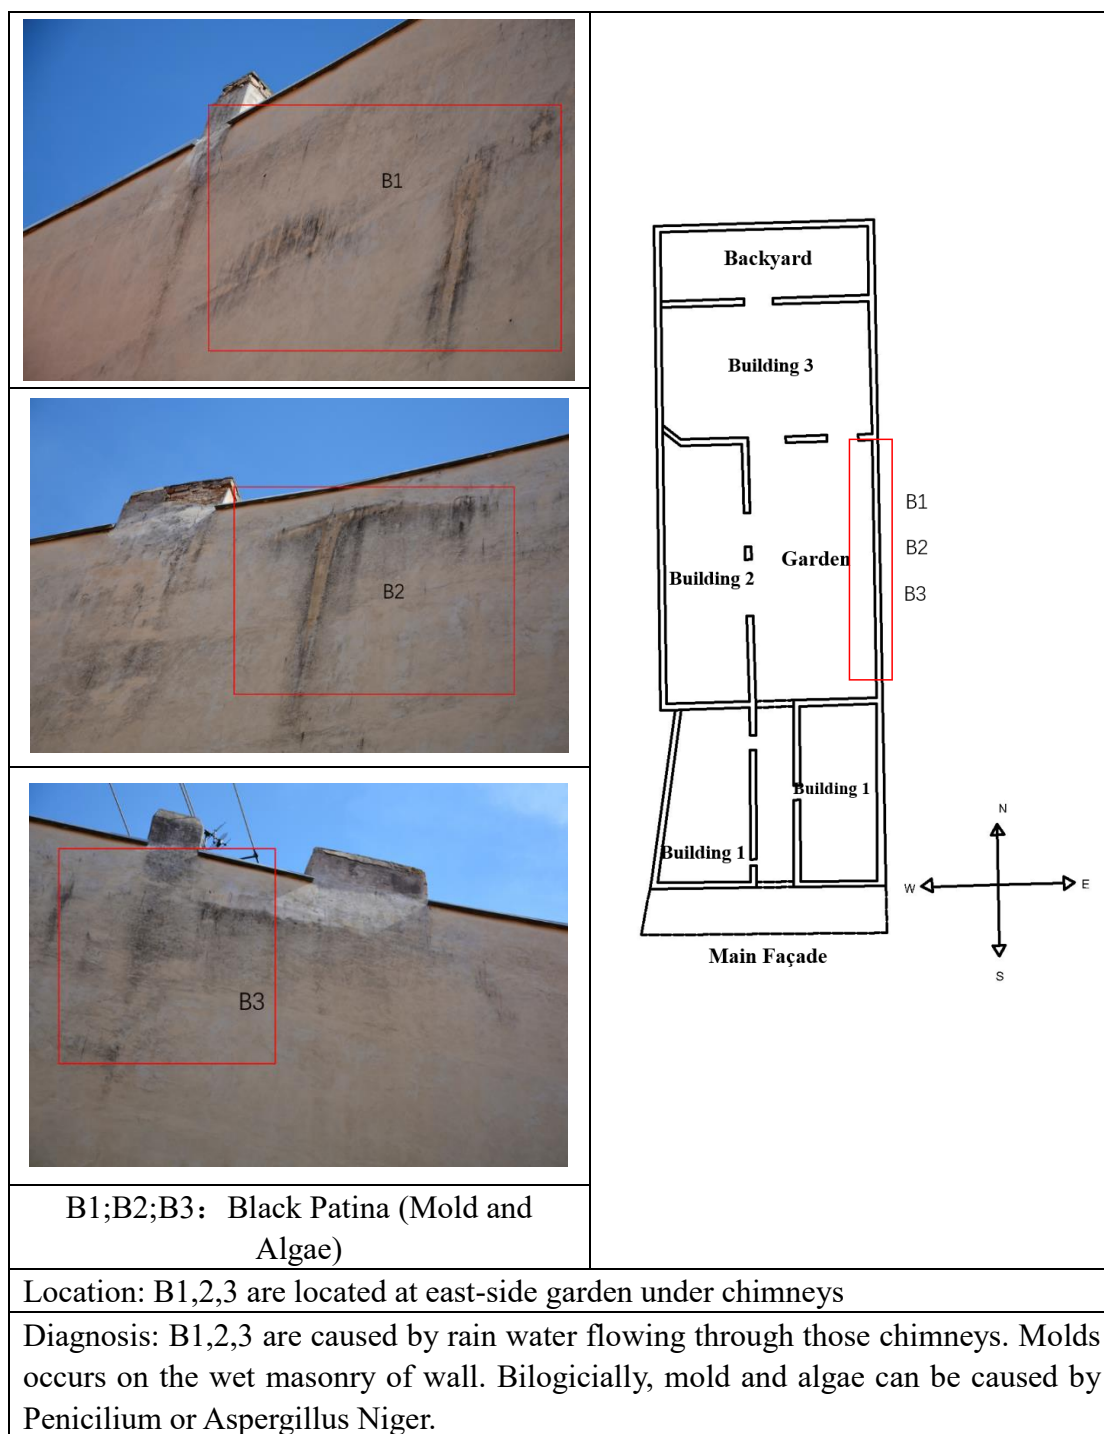 B1
B2
B3
B1;B2;B3：Black Patina (Mold and
Algae)
Backyard
Building 3
B1
B2
Garden
Building 2
B3
Building 1
Building 1
Main Façade
N
W
E
S
Location: B1,2,3 are located at east-side garden under chimneys
Diagnosis: B1,2,3 are caused by rain water flowing through those chimneys. Molds
occurs on the wet masonry of wall. Bilogicially, mold and algae can be caused by
Penicilium or Aspergillus Niger.